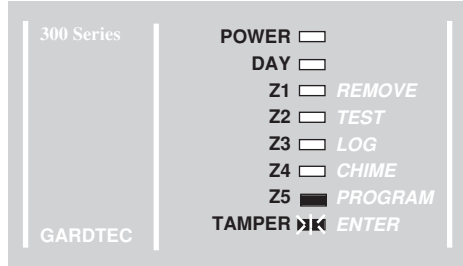 300 Series
POWER
DAY
Z1 REMOVE
Z2 TEST
Z3 LOG
Z4 CHIME
Z5 PROGRAM
TAMPER ENTER
GARDTEC